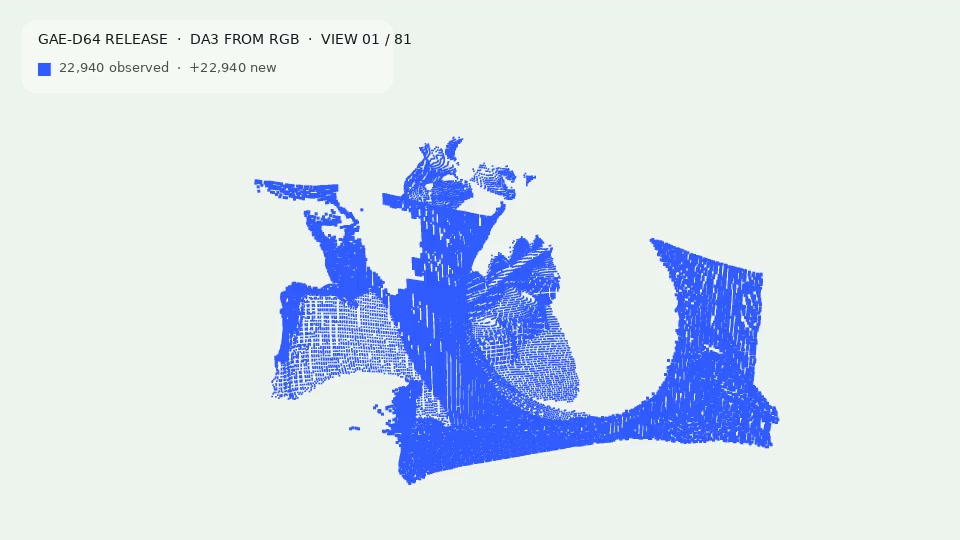 GAE-D64 RELEASE · DA3 FROM RGB · VIEW 01 / 81
22,940 observed · +22,940 new